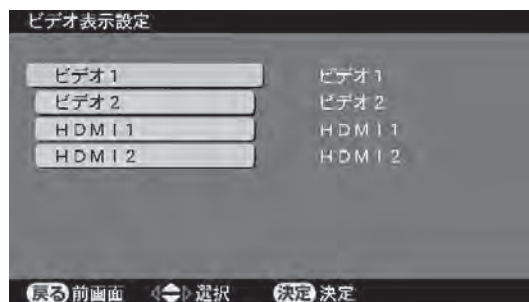 ビデオ表示設定
ビデオ1 ビデオ1
ビデオ2 ビデオ2
HDMI1 HDMI1
HDMI2 HDMI2
戻る 前画面 選択 決定 決定